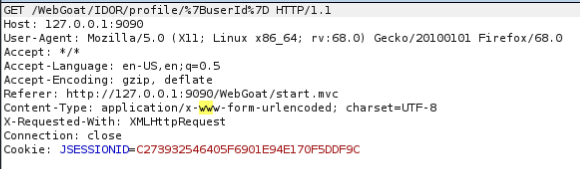 GET /WebGoat/IDOR/profile/%7BuserId%7D HTTP/1.1
Host: 127.0.0.1:9090
User-Agent: Mozilla/5.0 (X11; Linux x86_64; rv:68.0) Gecko/20100101 Firefox/68.0
Accept: */*
Accept-Language: en-US,en;q=0.5
Accept-Encoding: gzip, deflate
Referer: http://127.0.0.1:9090/WebGoat/start.mvc
Content-Type: application/x-www-form-urlencoded; charset=UTF-8
X-Requested-With: XMLHttpRequest
Connection: close
Cookie: JSESSIONID=C273932546405F6901E94E170F5DDF9C